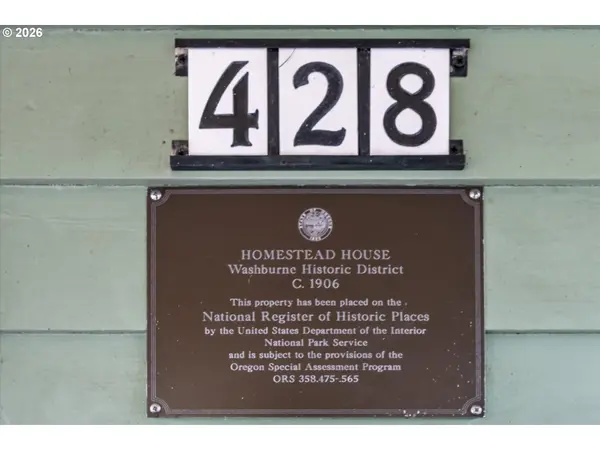 © 2026
428
HOMESTEAD HOUSE
Washburne Historic District
C. 1906
This property has been placed on the
National Register of Historic Places
by the United States Department of the Interior
National Park Service
and is subject to the provisions of the
Oregon Special Assessment Program
ORS 358.475-.565